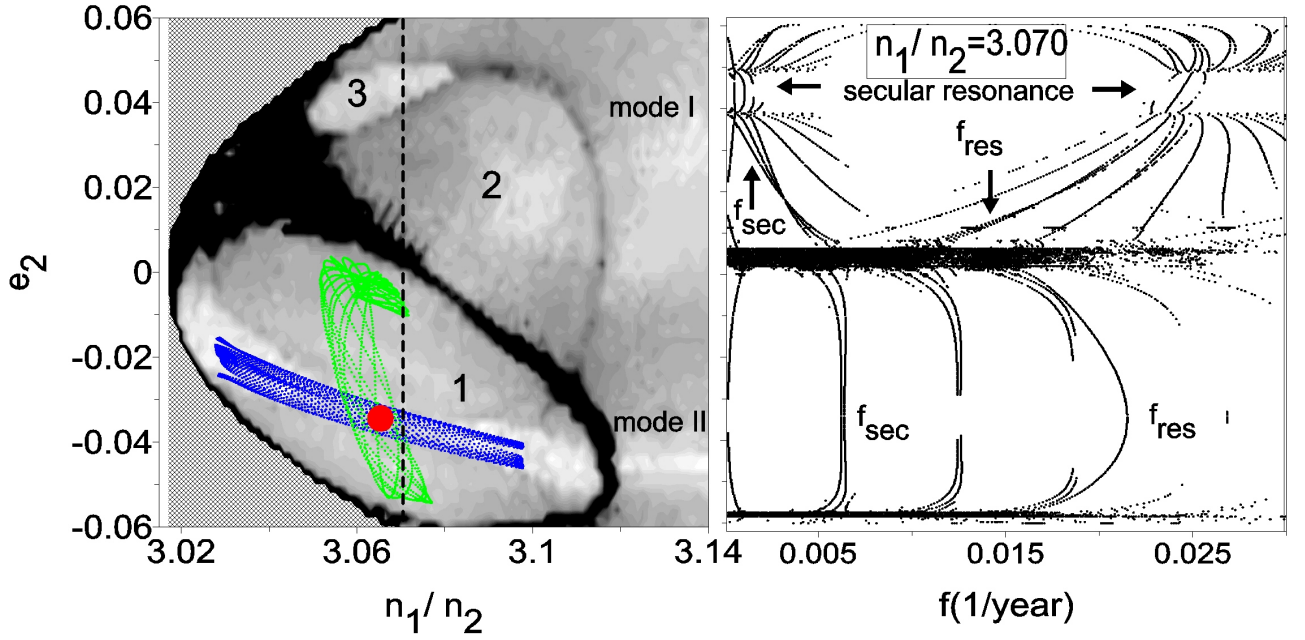 0.06
0.04
0.02
0
-0.02
-0.04
-0.06
e2
3.02
3.06
3.1
3.14
n1/ n2
3
2
1
mode I
mode II
n1/ n2=3.070
secular resonance
fres
fsec
fsec
fres
0.005
0.015
0.025
f(1/year)